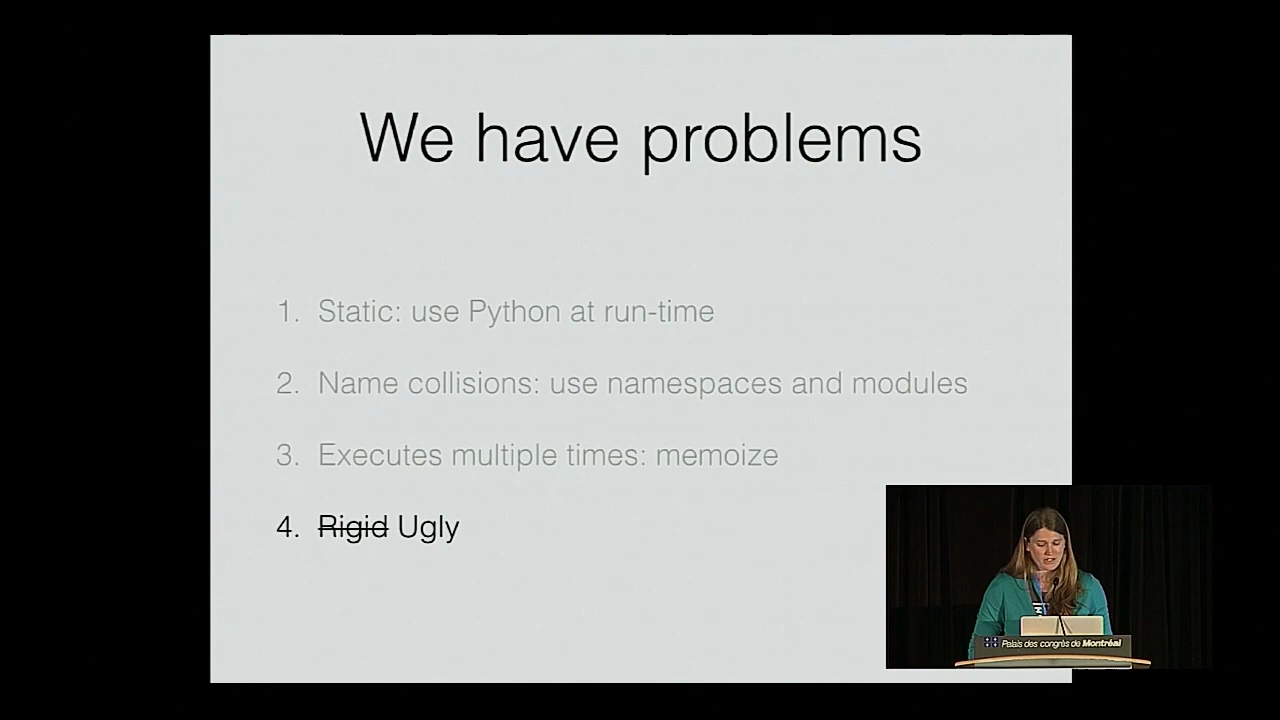 We have problems
1. Static: use Python at run-time
2. Name collisions: use namespaces and modules
3. Executes multiple times: memoize
4. Rigid Ugly
Palais des congrès de Montréal